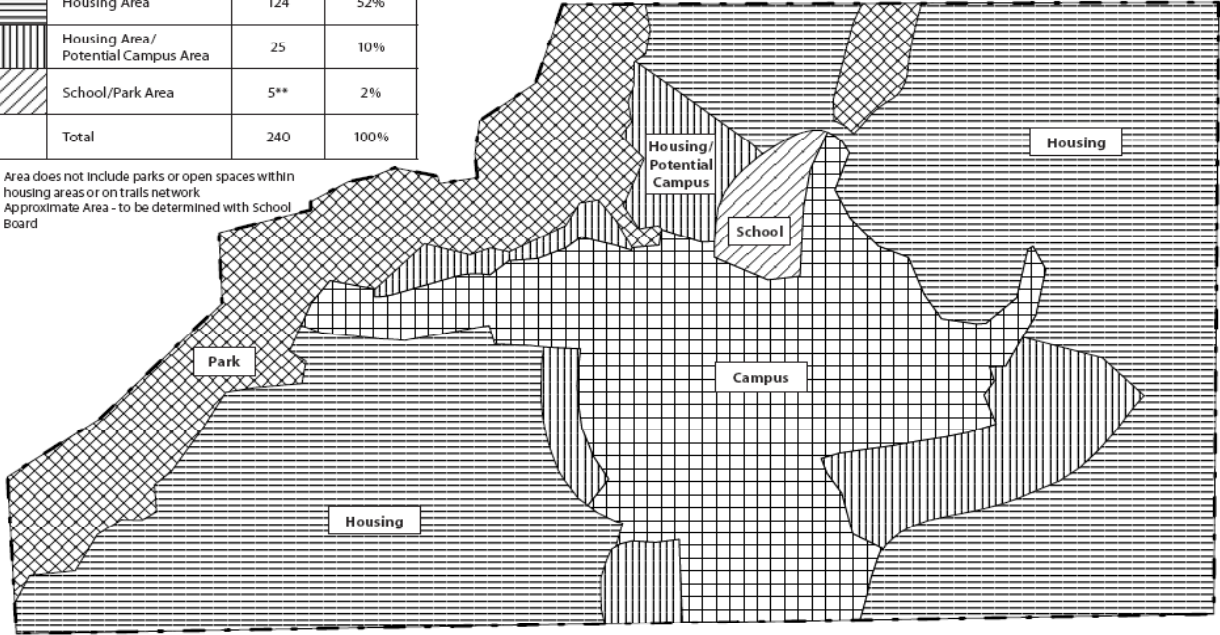 Housing Area 124 52%
Housing Area/
Potential Campus Area 25 10%
School/Park Area 5** 2%
Total 240 100%
Area does not include parks or open spaces within
housing areas or on trails network
Approximate Area - to be determined with School
Board
Housing
Housing/
Potential
Campus
School
Park
Campus
Housing